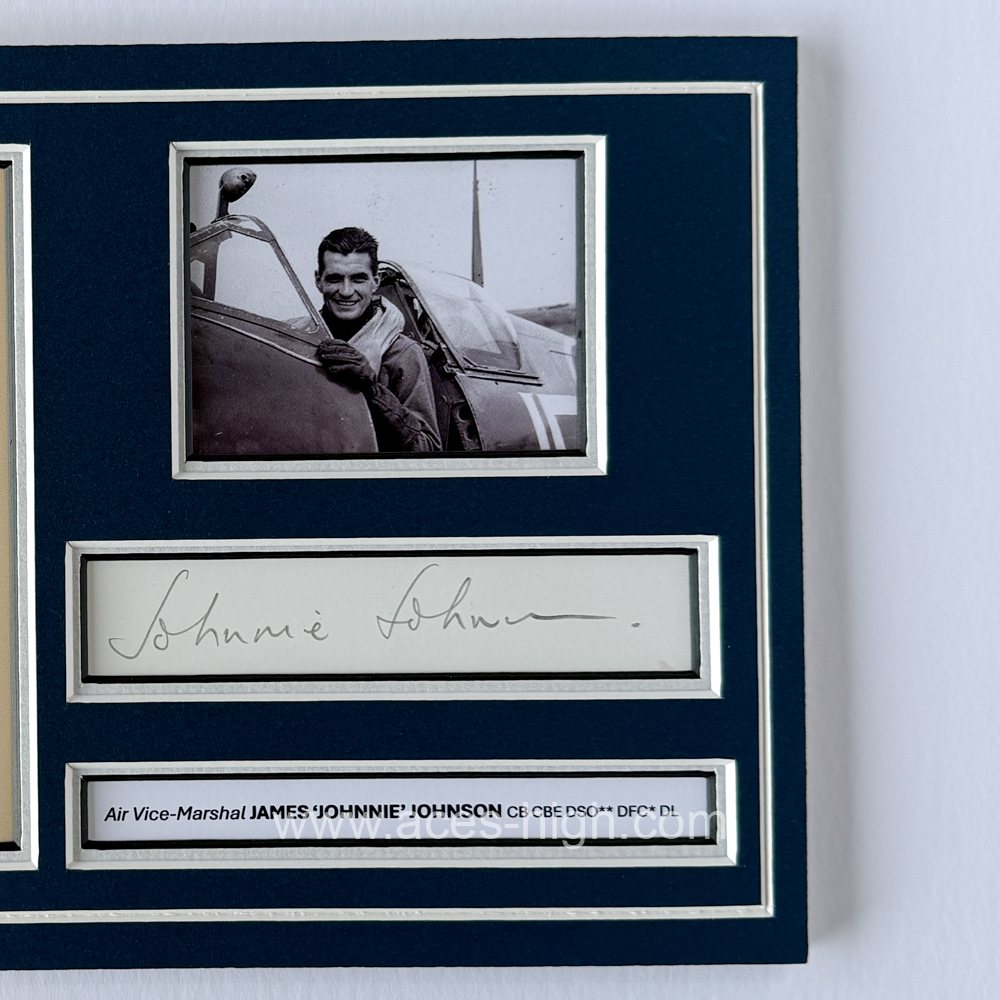 Johnnie Johnson.
Air Vice-Marshal JAMES ‘JOHNNIE’ JOHNSON CB CBE DSO** DFC* DL
www.aces-high.com